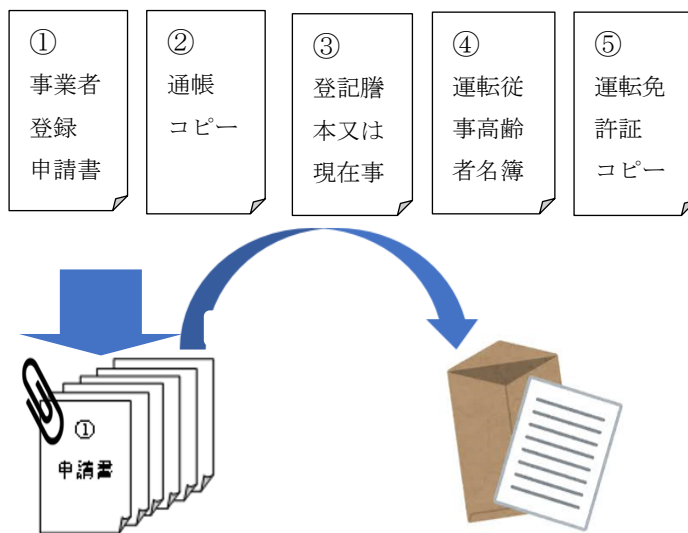 ①
事業者
登録
申請書
②
通帳
コピー
③
登記謄
本又は
現在事
④
運転従
事高齢
者名簿
⑤
運転免
許証
コピー
①
申請書